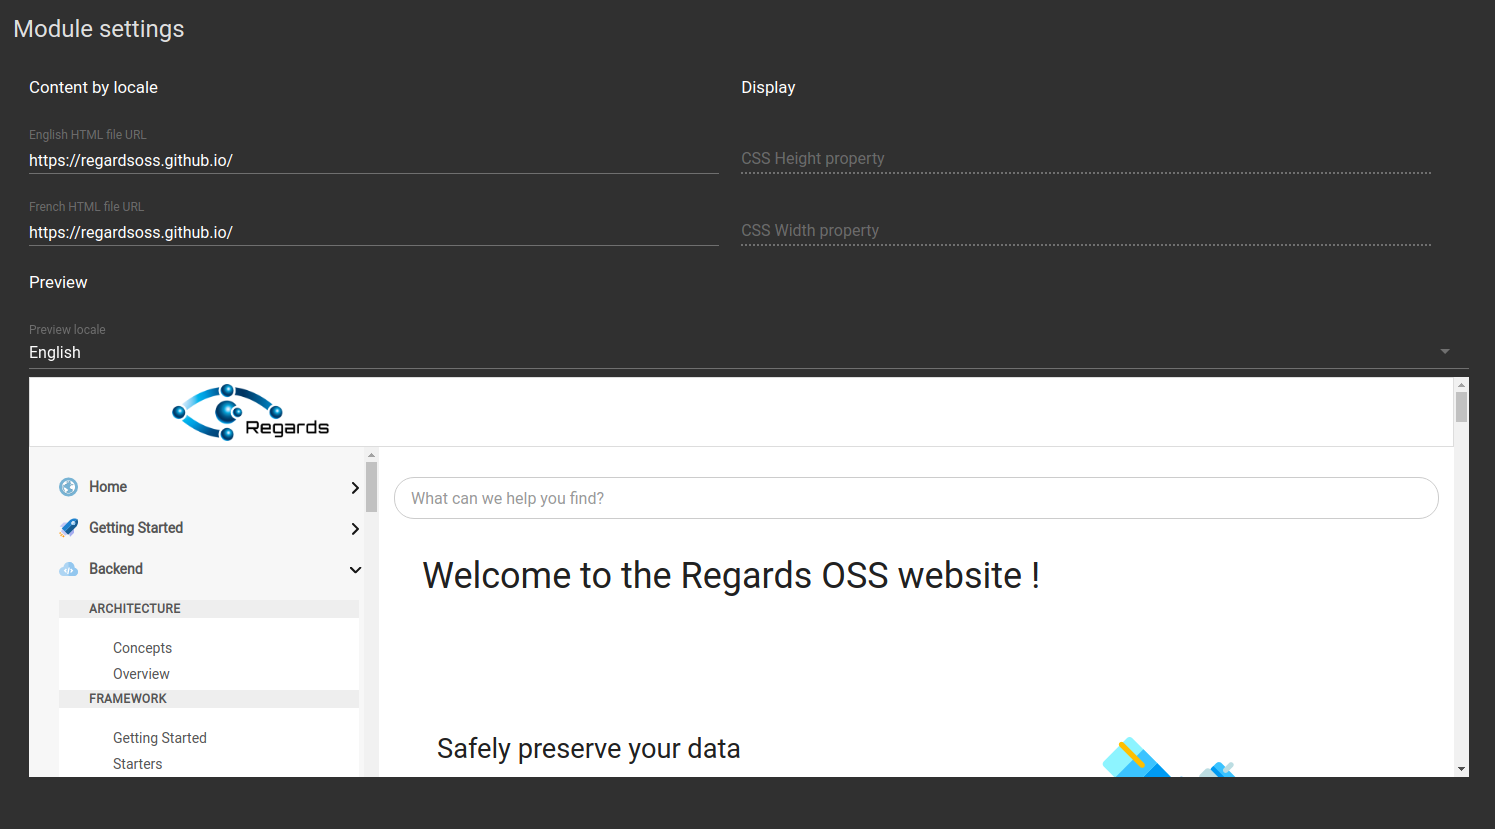 Module settings
Content by locale
Display
English HTML file URL
https://regardsoss.github.io/
CSS Height property
French HTML file URL
https://regardsoss.github.io/
CSS Width property
Preview
Preview locale
English
Regards
Home
What can we help you find?
Getting Started
Backend
Welcome to the Regards OSS website !
ARCHITECTURE
Concepts
Overview
FRAMEWORK
Getting Started
Safely preserve your data
Starters